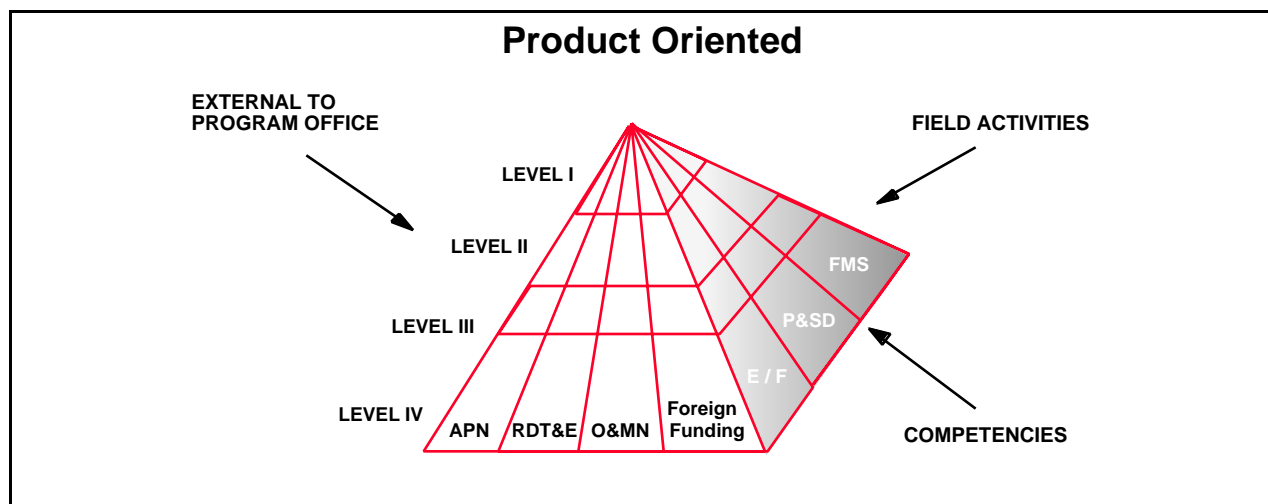 Product Oriented
EXTERNAL TO
PROGRAM OFFICE
FIELD ACTIVITIES
LEVEL I
LEVEL II
FMS
LEVEL III
P&SD
E / F
LEVEL IV
APN
RDT&E
O&MN
Foreign
Funding
COMPETENCIES